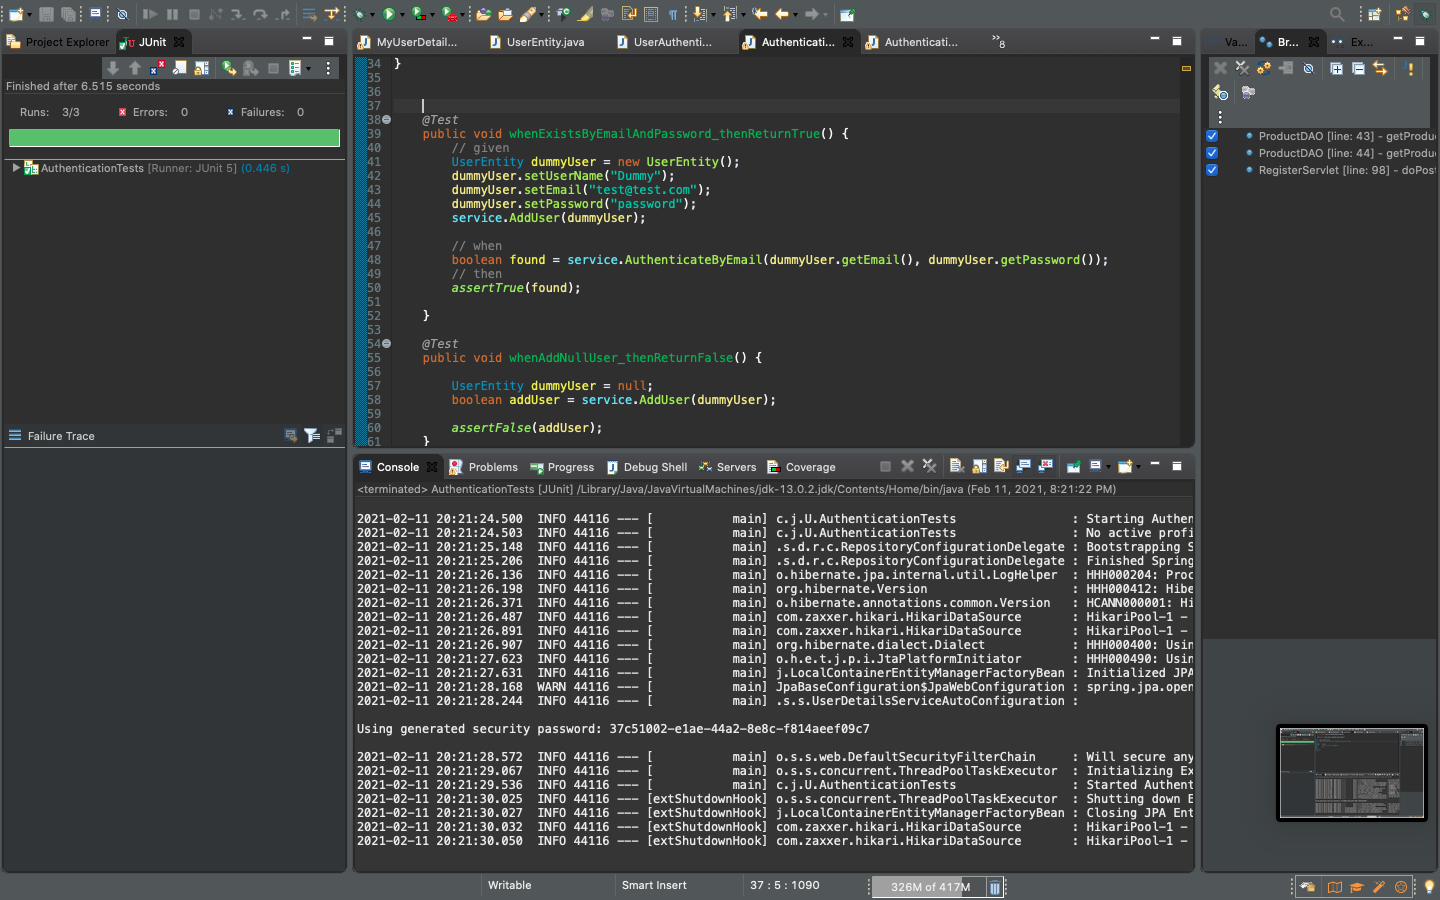 Project Explorer
JUnit
Finished after 6.515 seconds
Runs: 3/3
Errors: 0
Failures: 0
AuthenticationTests [Runner: JUnit 5] (0.446 s)
Failure Trace
MyUserDetail...
UserEntity.java
UserAuthenti...
Authenticati...
Authenticati...
»8
34 }
35
36
37
38 @Test
39 public void whenExistsByEmailAndPassword_thenReturnTrue() {
40 // given
41 UserEntity dummyUser = new UserEntity();
42 dummyUser.setUserName("Dummy");
43 dummyUser.setEmail("test@test.com");
44 dummyUser.setPassword("password");
45 service.AddUser(dummyUser);
46
47 // when
48 boolean found = service.AuthenticateByEmail(dummyUser.getEmail(), dummyUser.getPassword());
49 // then
50 assertTrue(found);
51
52 }
53
54 @Test
55 public void whenAddNullUser_thenReturnFalse() {
56
57 UserEntity dummyUser = null;
58 boolean addUser = service.AddUser(dummyUser);
59
60 assertFalse(addUser);
61 }
Va...
Br...
Ex...
ProductDAO [line: 43] - getProdu
ProductDAO [line: 44] - getProdu
RegisterServlet [line: 98] - doPost
Console
Problems
Progress
Debug Shell
Servers
Coverage
<terminated> AuthenticationTests [JUnit] /Library/Java/JavaVirtualMachines/jdk-13.0.2.jdk/Contents/Home/bin/java (Feb 11, 2021, 8:21:22 PM)
2021-02-11 20:21:24.500 INFO 44116 --- [ main] c.j.U.AuthenticationTests : Starting Authen
2021-02-11 20:21:24.503 INFO 44116 --- [ main] c.j.U.AuthenticationTests : No active profi
2021-02-11 20:21:25.148 INFO 44116 --- [ main] .s.d.r.c.RepositoryConfigurationDelegate : Bootstrapping S
2021-02-11 20:21:25.206 INFO 44116 --- [ main] .s.d.r.c.RepositoryConfigurationDelegate : Finished Spring
2021-02-11 20:21:26.136 INFO 44116 --- [ main] o.hibernate.jpa.internal.util.LogHelper : HHH000204: Proc
2021-02-11 20:21:26.198 INFO 44116 --- [ main] org.hibernate.Version : HHH000412: Hibe
2021-02-11 20:21:26.371 INFO 44116 --- [ main] o.hibernate.annotations.common.Version : HCANN000001: Hi
2021-02-11 20:21:26.487 INFO 44116 --- [ main] com.zaxxer.hikari.HikariDataSource : HikariPool-1 -
2021-02-11 20:21:26.891 INFO 44116 --- [ main] com.zaxxer.hikari.HikariDataSource : HikariPool-1 -
2021-02-11 20:21:26.907 INFO 44116 --- [ main] org.hibernate.dialect.Dialect : HHH000400: Usin
2021-02-11 20:21:27.623 INFO 44116 --- [ main] o.h.e.t.j.p.i.JtaPlatformInitiator : HHH000490: Usin
2021-02-11 20:21:27.631 INFO 44116 --- [ main] j.LocalContainerEntityManagerFactoryBean : Initialized JPA
2021-02-11 20:21:28.168 WARN 44116 --- [ main] JpaBaseConfiguration$JpaWebConfiguration : spring.jpa.open
2021-02-11 20:21:28.244 INFO 44116 --- [ main] .s.s.UserDetailsServiceAutoConfiguration :
Using generated security password: 37c51002-e1ae-44a2-8e8c-f814aeef09c7
2021-02-11 20:21:28.572 INFO 44116 --- [ main] o.s.s.web.DefaultSecurityFilterChain : Will secure any
2021-02-11 20:21:29.067 INFO 44116 --- [ main] o.s.s.concurrent.ThreadPoolTaskExecutor : Initializing Ex
2021-02-11 20:21:29.536 INFO 44116 --- [ main] c.j.U.AuthenticationTests : Started Authent
2021-02-11 20:21:30.025 INFO 44116 --- [extShutdownHook] o.s.s.concurrent.ThreadPoolTaskExecutor : Shutting down E
2021-02-11 20:21:30.027 INFO 44116 --- [extShutdownHook] j.LocalContainerEntityManagerFactoryBean : Closing JPA Ent
2021-02-11 20:21:30.032 INFO 44116 --- [extShutdownHook] com.zaxxer.hikari.HikariDataSource : HikariPool-1 -
2021-02-11 20:21:30.050 INFO 44116 --- [extShutdownHook] com.zaxxer.hikari.HikariDataSource : HikariPool-1 -
Writable
Smart Insert
37 : 5 : 1090
326M of 417M